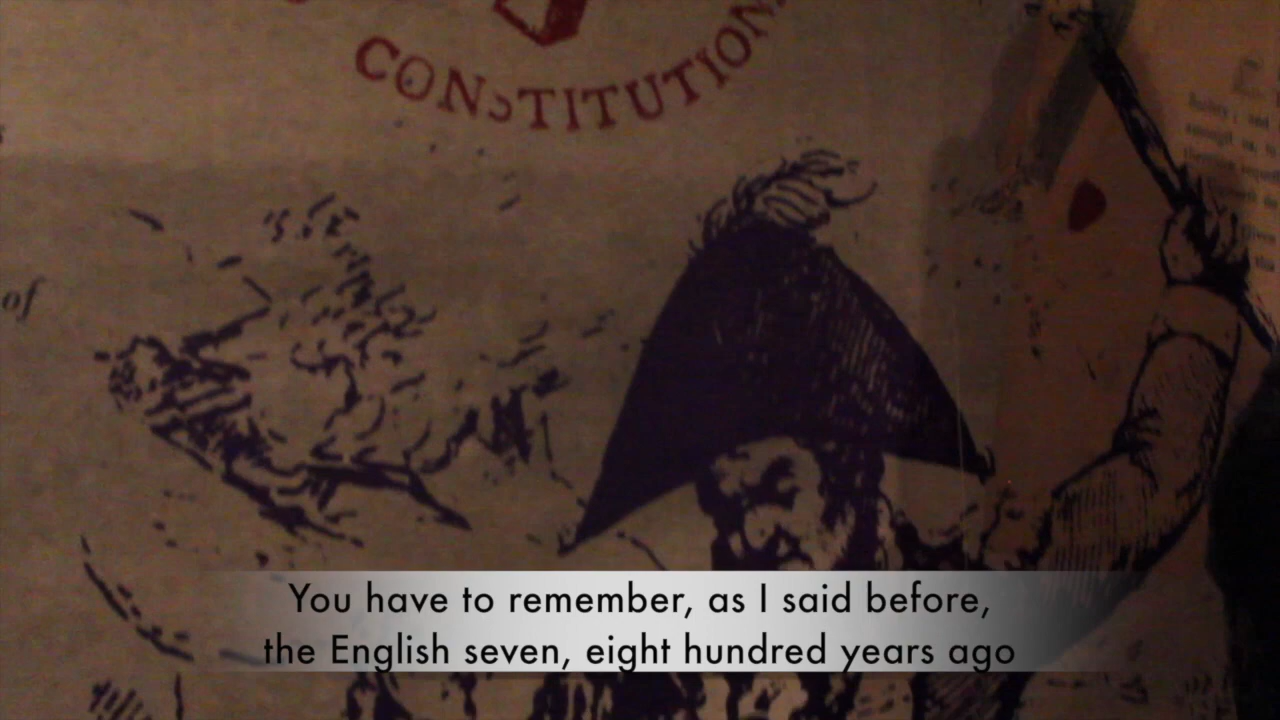 CONSTITUTION
of
You have to remember, as I said before,
the English seven, eight hundred years ago